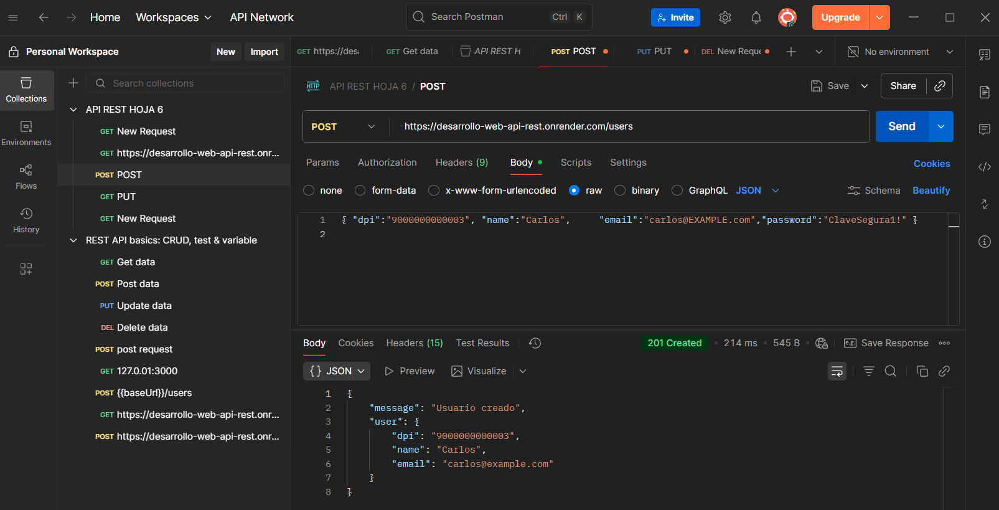 Home Workspaces API Network Search Postman Ctrl K Invite Upgrade
Personal Workspace New Import
GET https://desa GET Get data API REST H POST POST PUT PUT DEL New Reque No environment
Collections
Environments
Flows
History
Search collections
API REST HOJA 6
GET New Request
GET https://desarrollo-web-api-rest.onr...
POST POST
GET PUT
GET New Request
REST API basics: CRUD, test & variable
GET Get data
POST Post data
PUT Update data
DEL Delete data
POST post request
GET 127.0.01:3000
POST {{baseUrl}}/users
GET https://desarrollo-web-api-rest.onr...
POST https://desarrollo-web-api-rest.onr...
HTTP API REST HOJA 6 / POST Save Share
POST https://desarrollo-web-api-rest.onrender.com/users Send
Params Authorization Headers (9) Body Scripts Settings Cookies
none form-data x-www-form-urlencoded raw binary GraphQL JSON Schema Beautify
1 { "dpi":"9000000000003", "name":"Carlos", "email":"carlos@EXAMPLE.com","password":"ClaveSegura1!" }
2
Body Cookies Headers (15) Test Results 201 Created 214 ms 545 B e.g. Save Response
{} JSON Preview Visualize
1 {
2 "message": "Usuario creado",
3 "user": {
4 "dpi": "9000000000003",
5 "name": "Carlos",
6 "email": "carlos@example.com"
7 }
8 }